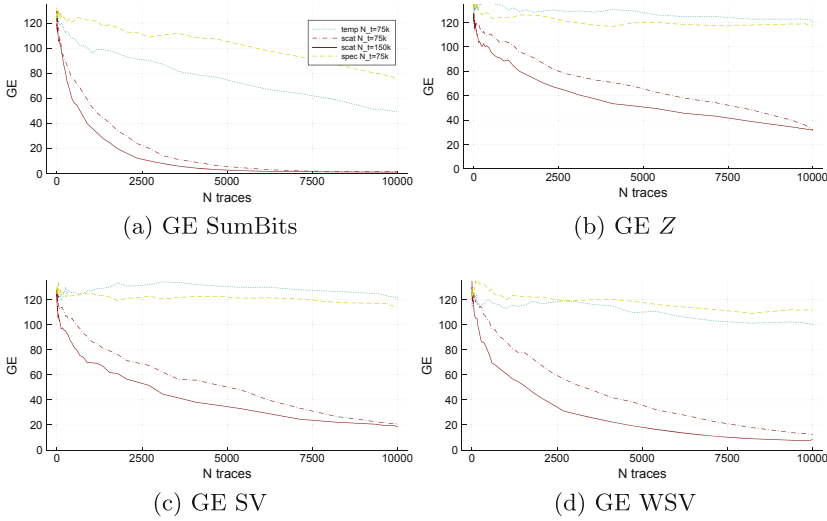 120
100
80
60
40
20
0
GE
temp N_t=75k
scat N_t=75k
scat N_t=150k
spec N_t=75k
0 2500 5000 7500 10000
N traces
(a) GE SumBits
120
100
80
60
40
20
0
GE
0 2500 5000 7500 10000
N traces
(b) GE Z
120
100
80
60
40
20
0
GE
0 2500 5000 7500 10000
N traces
(c) GE SV
120
100
80
60
40
20
0
GE
0 2500 5000 7500 10000
N traces
(d) GE WSV